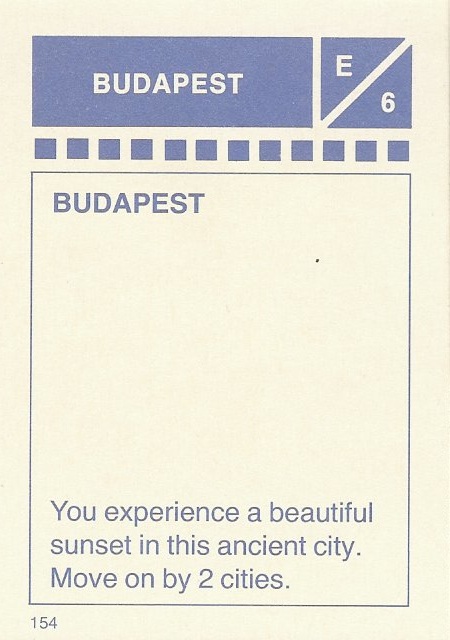 BUDAPEST
E
6
BUDAPEST
You experience a beautiful
sunset in this ancient city.
Move on by 2 cities.
154